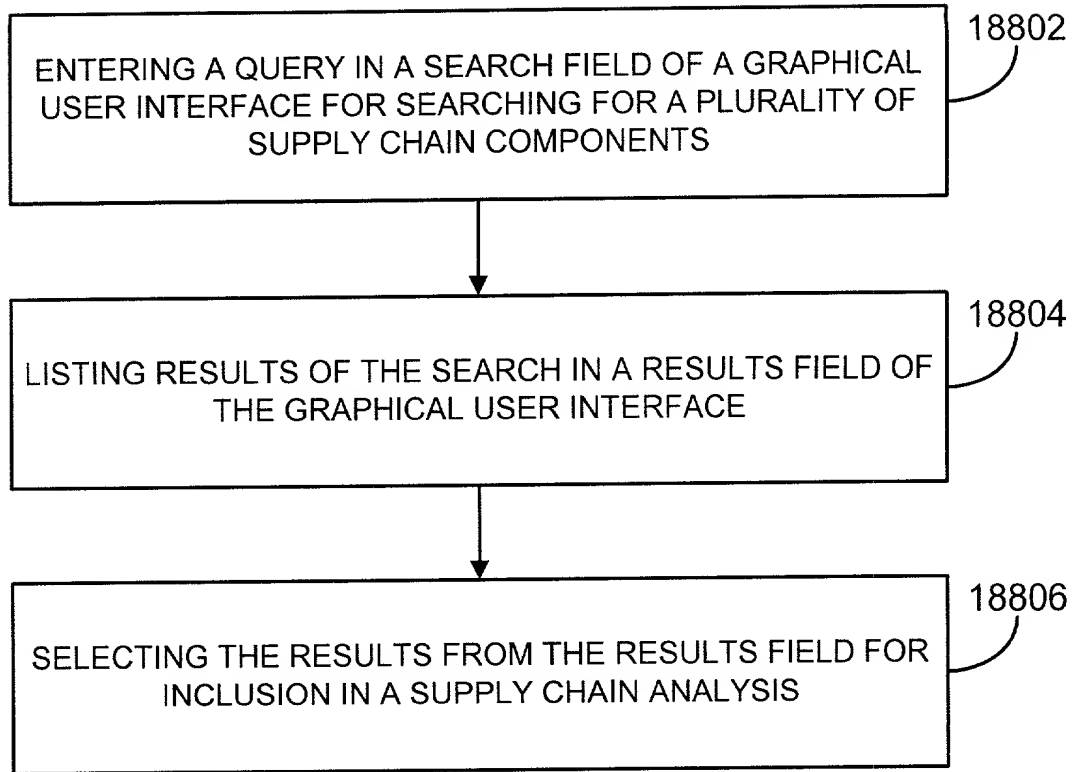 18802
ENTERING A QUERY IN A SEARCH FIELD OF A GRAPHICAL
USER INTERFACE FOR SEARCHING FOR A PLURALITY OF
SUPPLY CHAIN COMPONENTS
18804
LISTING RESULTS OF THE SEARCH IN A RESULTS FIELD OF
THE GRAPHICAL USER INTERFACE
18806
SELECTING THE RESULTS FROM THE RESULTS FIELD FOR
INCLUSION IN A SUPPLY CHAIN ANALYSIS